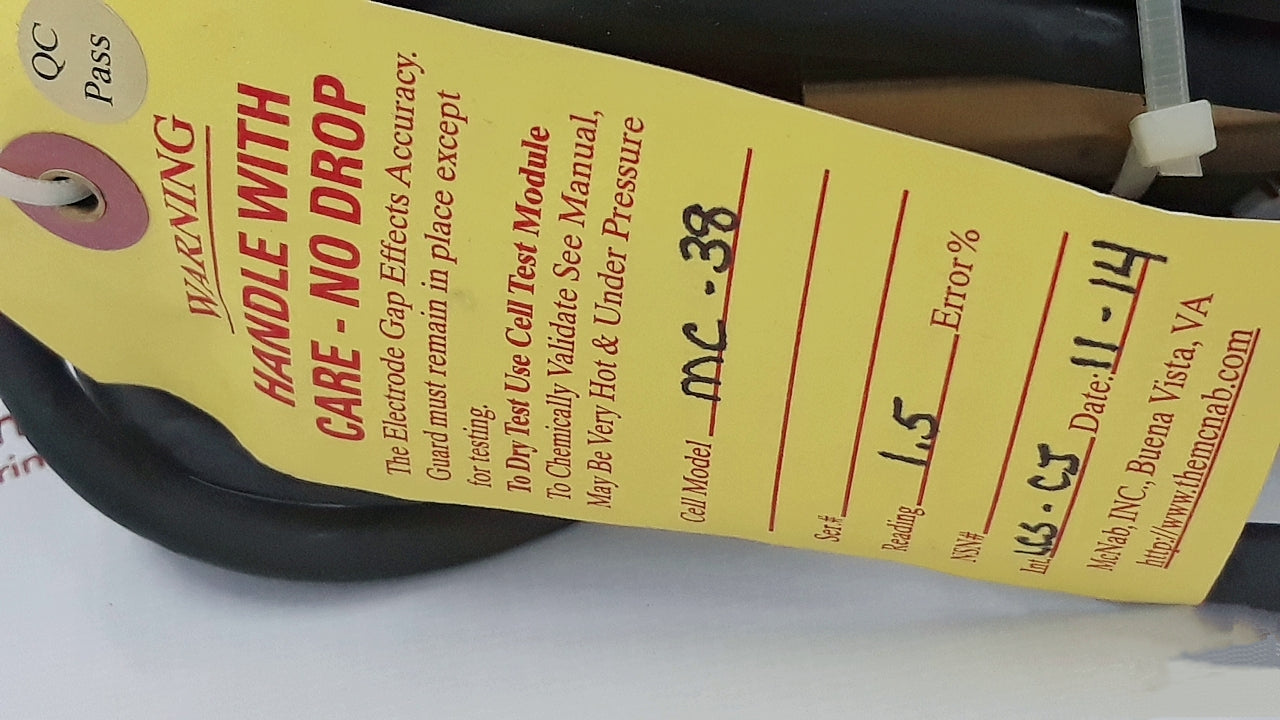 QC
Pass
WARNING
HANDLE WITH
CARE - NO DROP
The Electrode Gap Effects Accuracy.
Guard must remain in place except
for testing.
To Dry Test Use Cell Test Module
To Chemically Validate See Manual,
May Be Very Hot & Under Pressure
Cell Model mc - 38
Ser.#
Reading 1.5 Error%
NSN#
Int. Date: 11 - 14
McNab, INC., Buena Vista, VA
http://www.themcnab.com